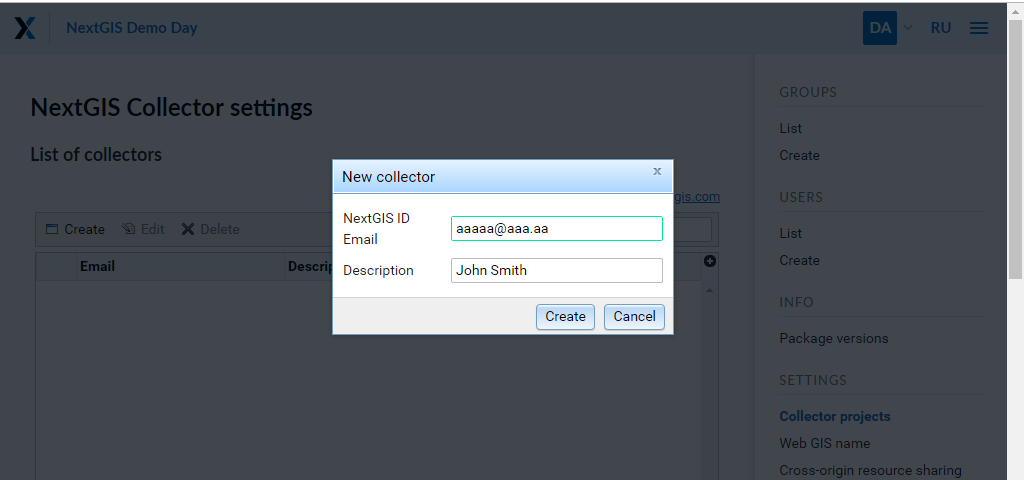 NextGIS Demo Day
DA
RU
NextGIS Collector settings
List of collectors
gis.com
Create
Edit
Delete
Email
New collector
x
NextGIS ID
Email
aaaaa@aaa.aa
Description
John Smith
Create
Cancel
GROUPS
List
Create
USERS
List
Create
INFO
Package versions
SETTINGS
Collector projects
Web GIS name
Cross-origin resource sharing